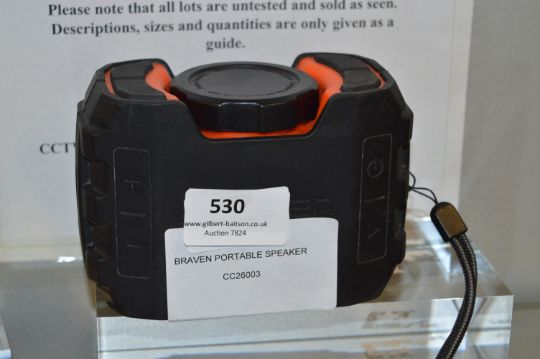 Please note that all lots are untested and sold as seen.
Descriptions, sizes and quantities are only given as a
guide.
CCTV
530
www.gilbert-baitson.co.uk
Auction 7824
BRAVEN PORTABLE SPEAKER
CC26003